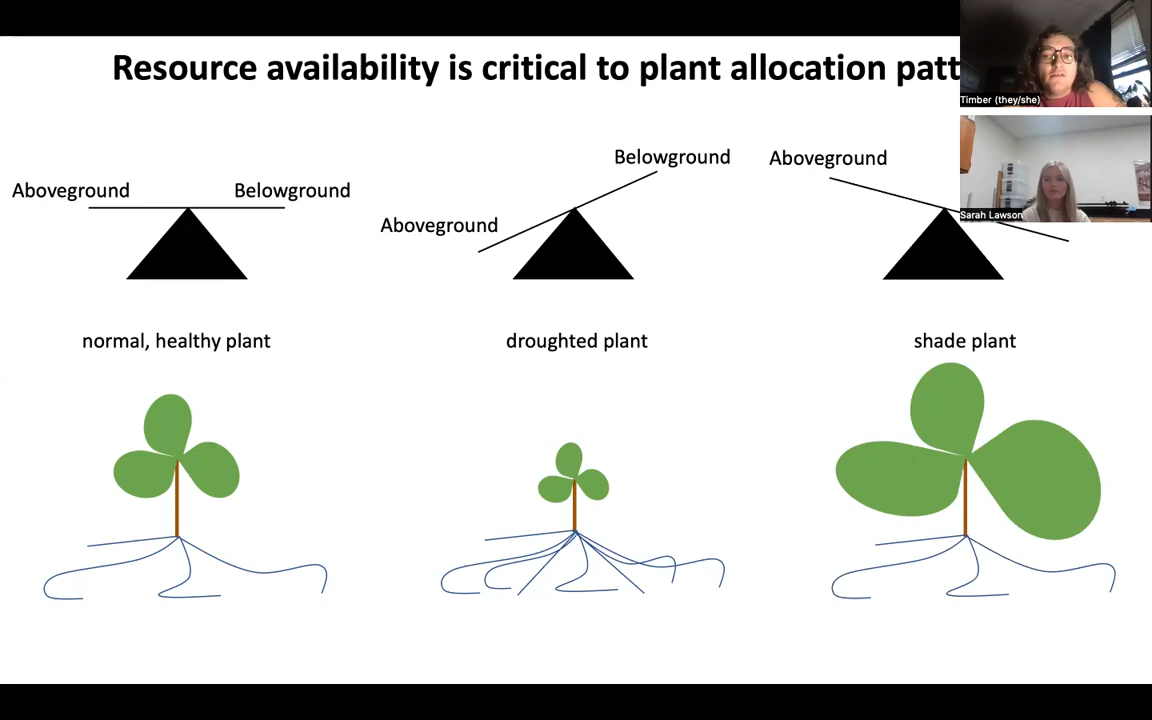 Resource availability is critical to plant allocation patt
Timber (they/she)
Sarah Lawson
Aboveground
Belowground
Aboveground
Belowground
Aboveground
normal, healthy plant
droughted plant
shade plant